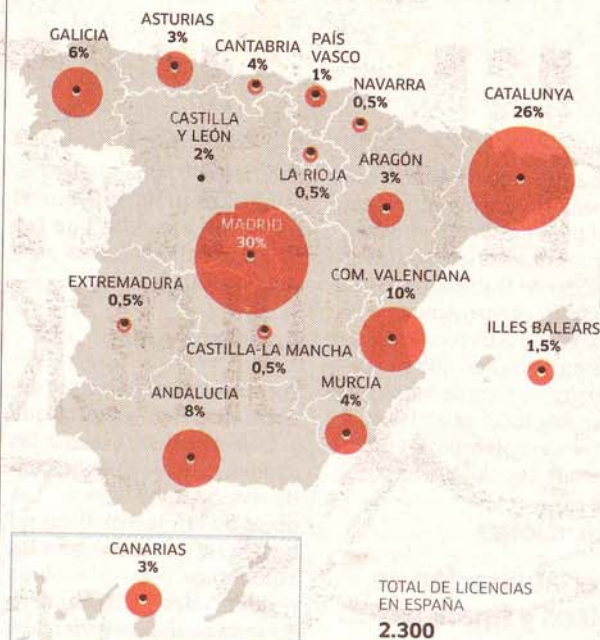 ASTURIAS
3%
GALICIA
6%
CANTABRIA
4%
PAÍS
VASCO
1%
NAVARRA
0,5%
CATALUNYA
26%
CASTILLA
Y LEÓN
2%
LA RIOJA
0,5%
ARAGÓN
3%
MADRID
30%
EXTREMADURA
0,5%
COM. VALENCIANA
10%
ILLES BALEARS
1,5%
CASTILLA-LA MANCHA
0,5%
ANDALUCÍA
8%
MURCIA
4%
CANARIAS
3%
TOTAL DE LICENCIAS
EN ESPAÑA
2.300